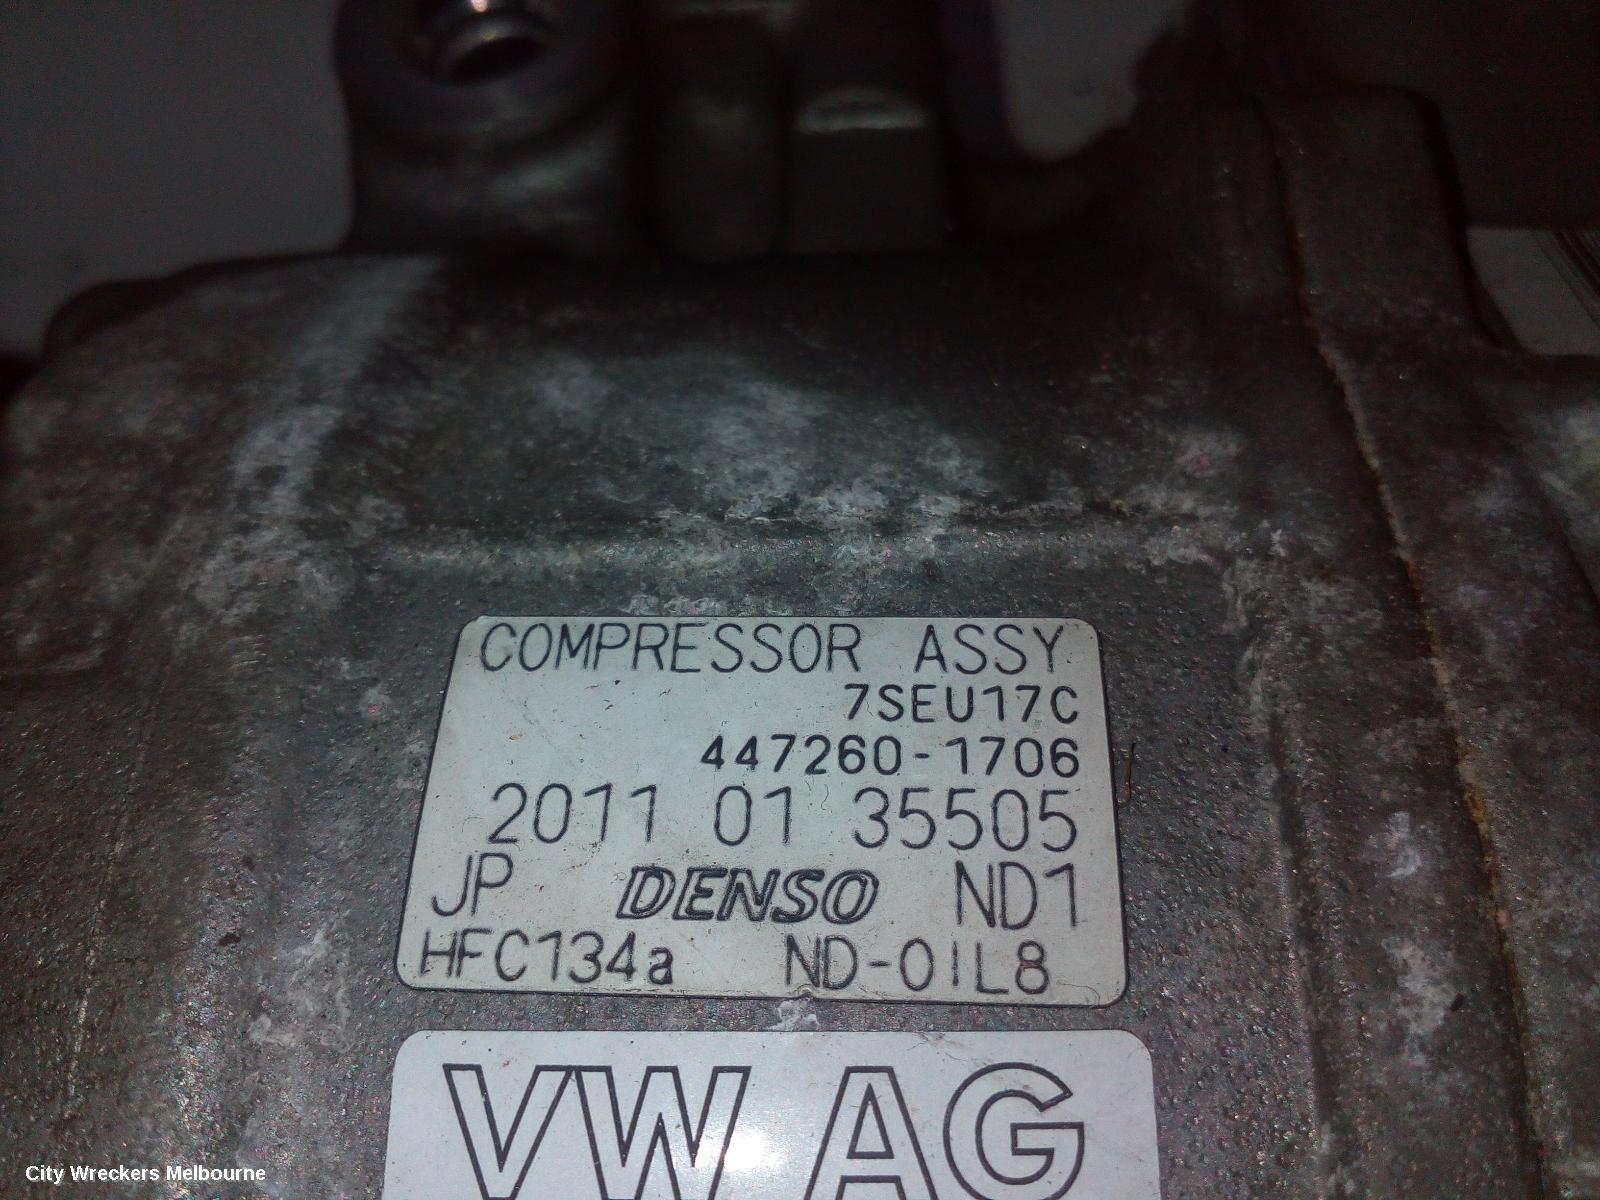 COMPRESSOR ASSY
7SEU17C
447260-1706
2011 01 35505
JP DENSO ND1
HFC134a ND-OIL8
VW AG
City Wreckers Melbourne